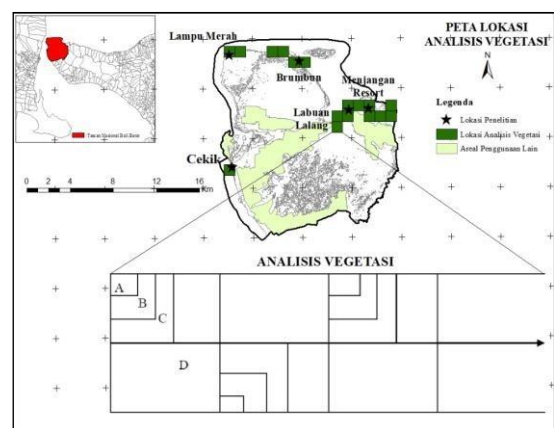 PETA LOKASI
ANALISIS VEGETASI
N
Lampu Merah
Brumbun
Menjangan
Resort
Labuan
Lalang
Cekik
Legenda
Lokasi Penelitian
Lokasi Analisis Vegetasi
Areal Penggunaan Lain
Taman Nasional Bali Barat
0 2 4 8 12 16
Km
ANALISIS VEGETASI
A
B
C
D